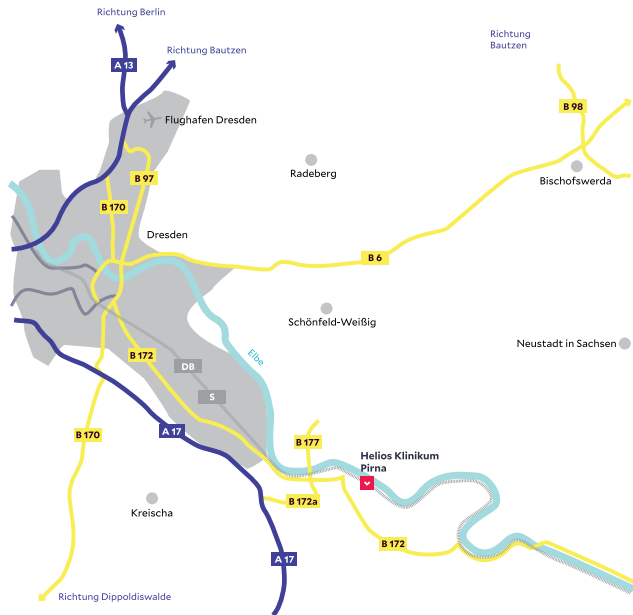 Richtung Berlin
Richtung Bautzen
A 13
Richtung
Bautzen
B 98
Flughafen Dresden
Radeberg
Bischofswerda
B 97
B 170
Dresden
B 6
Schönfeld-Weißig
Neustadt in Sachsen
Elbe
B 172
DB
S
A 17
B 170
B 177
Helios Klinikum
Pirna
B 172a
Kreischa
B 172
A 17
Richtung Dippoldiswalde